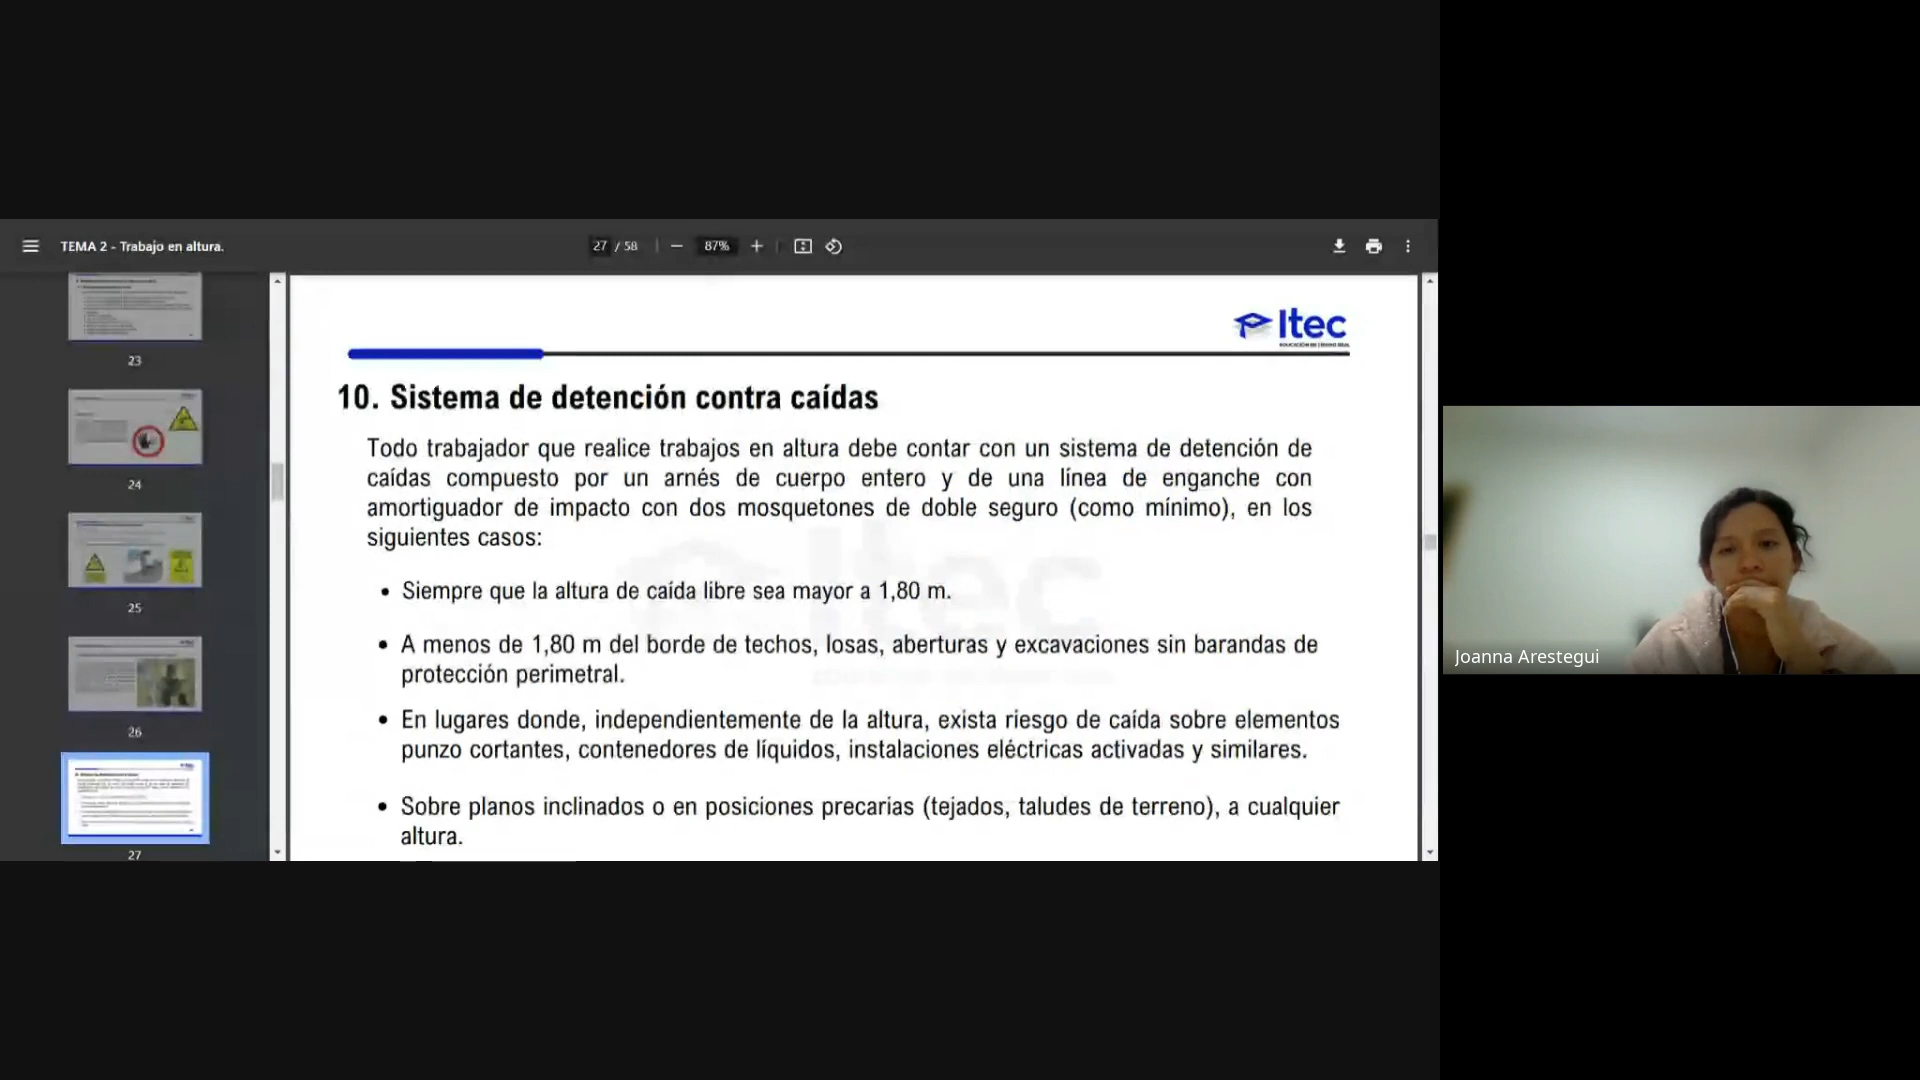 TEMA 2 - Trabajo en altura.
27 / 58
87%
23
24
25
26
27
Itec
10. Sistema de detención contra caídas
Todo trabajador que realice trabajos en altura debe contar con un sistema de detención de
caídas compuesto por un arnés de cuerpo entero y de una línea de enganche con
amortiguador de impacto con dos mosquetones de doble seguro (como mínimo), en los
siguientes casos:
• Siempre que la altura de caída libre sea mayor a 1,80 m.
• A menos de 1,80 m del borde de techos, losas, aberturas y excavaciones sin barandas de
protección perimetral.
• En lugares donde, independientemente de la altura, exista riesgo de caída sobre elementos
punzo cortantes, contenedores de líquidos, instalaciones eléctricas activadas y similares.
• Sobre planos inclinados o en posiciones precarias (tejados, taludes de terreno), a cualquier
altura.
Itec
Joanna Arestegui